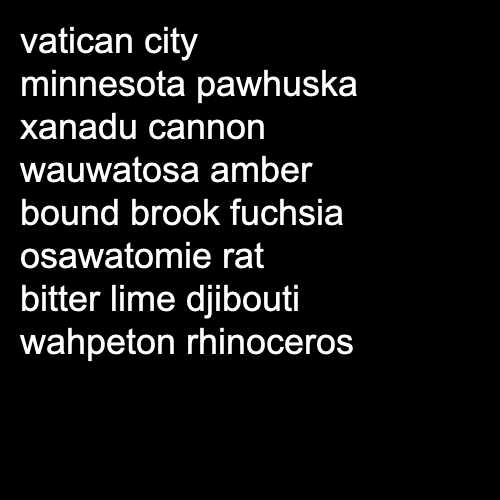 vatican city
minnesota pawhuska
xanadu cannon
wauwatosa amber
bound brook fuchsia
osawatomie rat
bitter lime djibouti
wahpeton rhinoceros